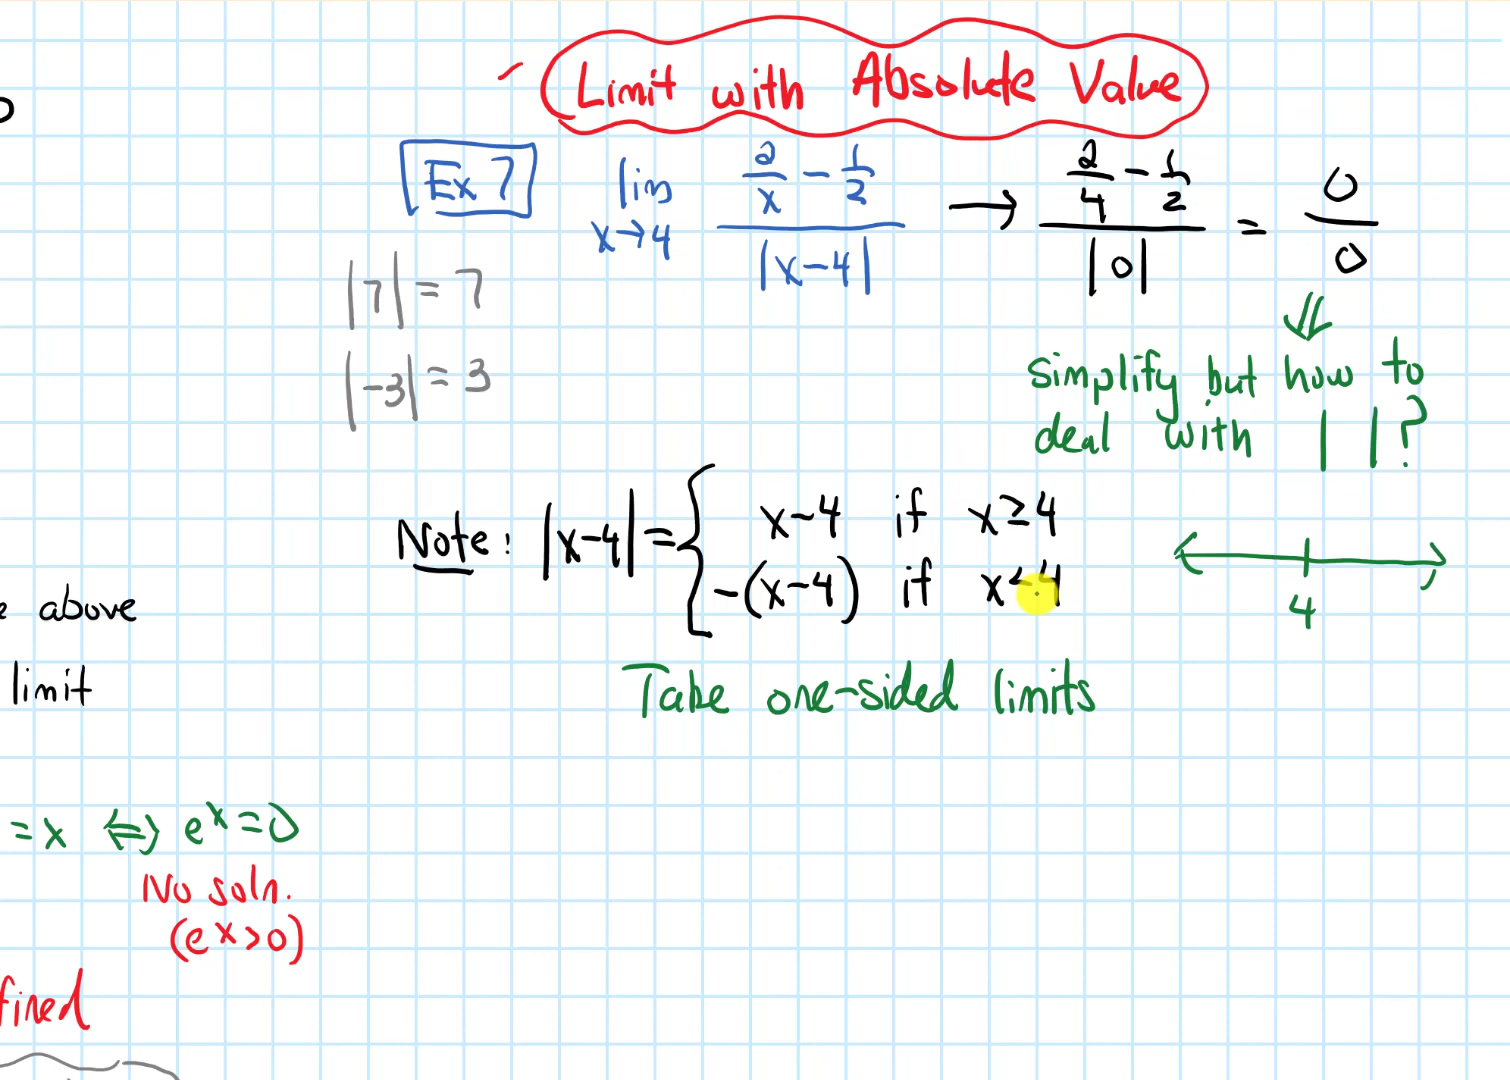 Limit with Absolute Value
Ex 7 lim x→4 (2/x − 1/2)/|x−4| → (2/4 − 1/2)/|0| = 0/0
|7| = 7
|−3| = 3
⇓
simplify but how to
deal with | |?
Note: |x−4| = { x−4 if x≥4
−(x−4) if x<4
4
Take one-sided limits
above
limit
=x ⇔ e^x=0
No soln.
(e^x>0)
fined